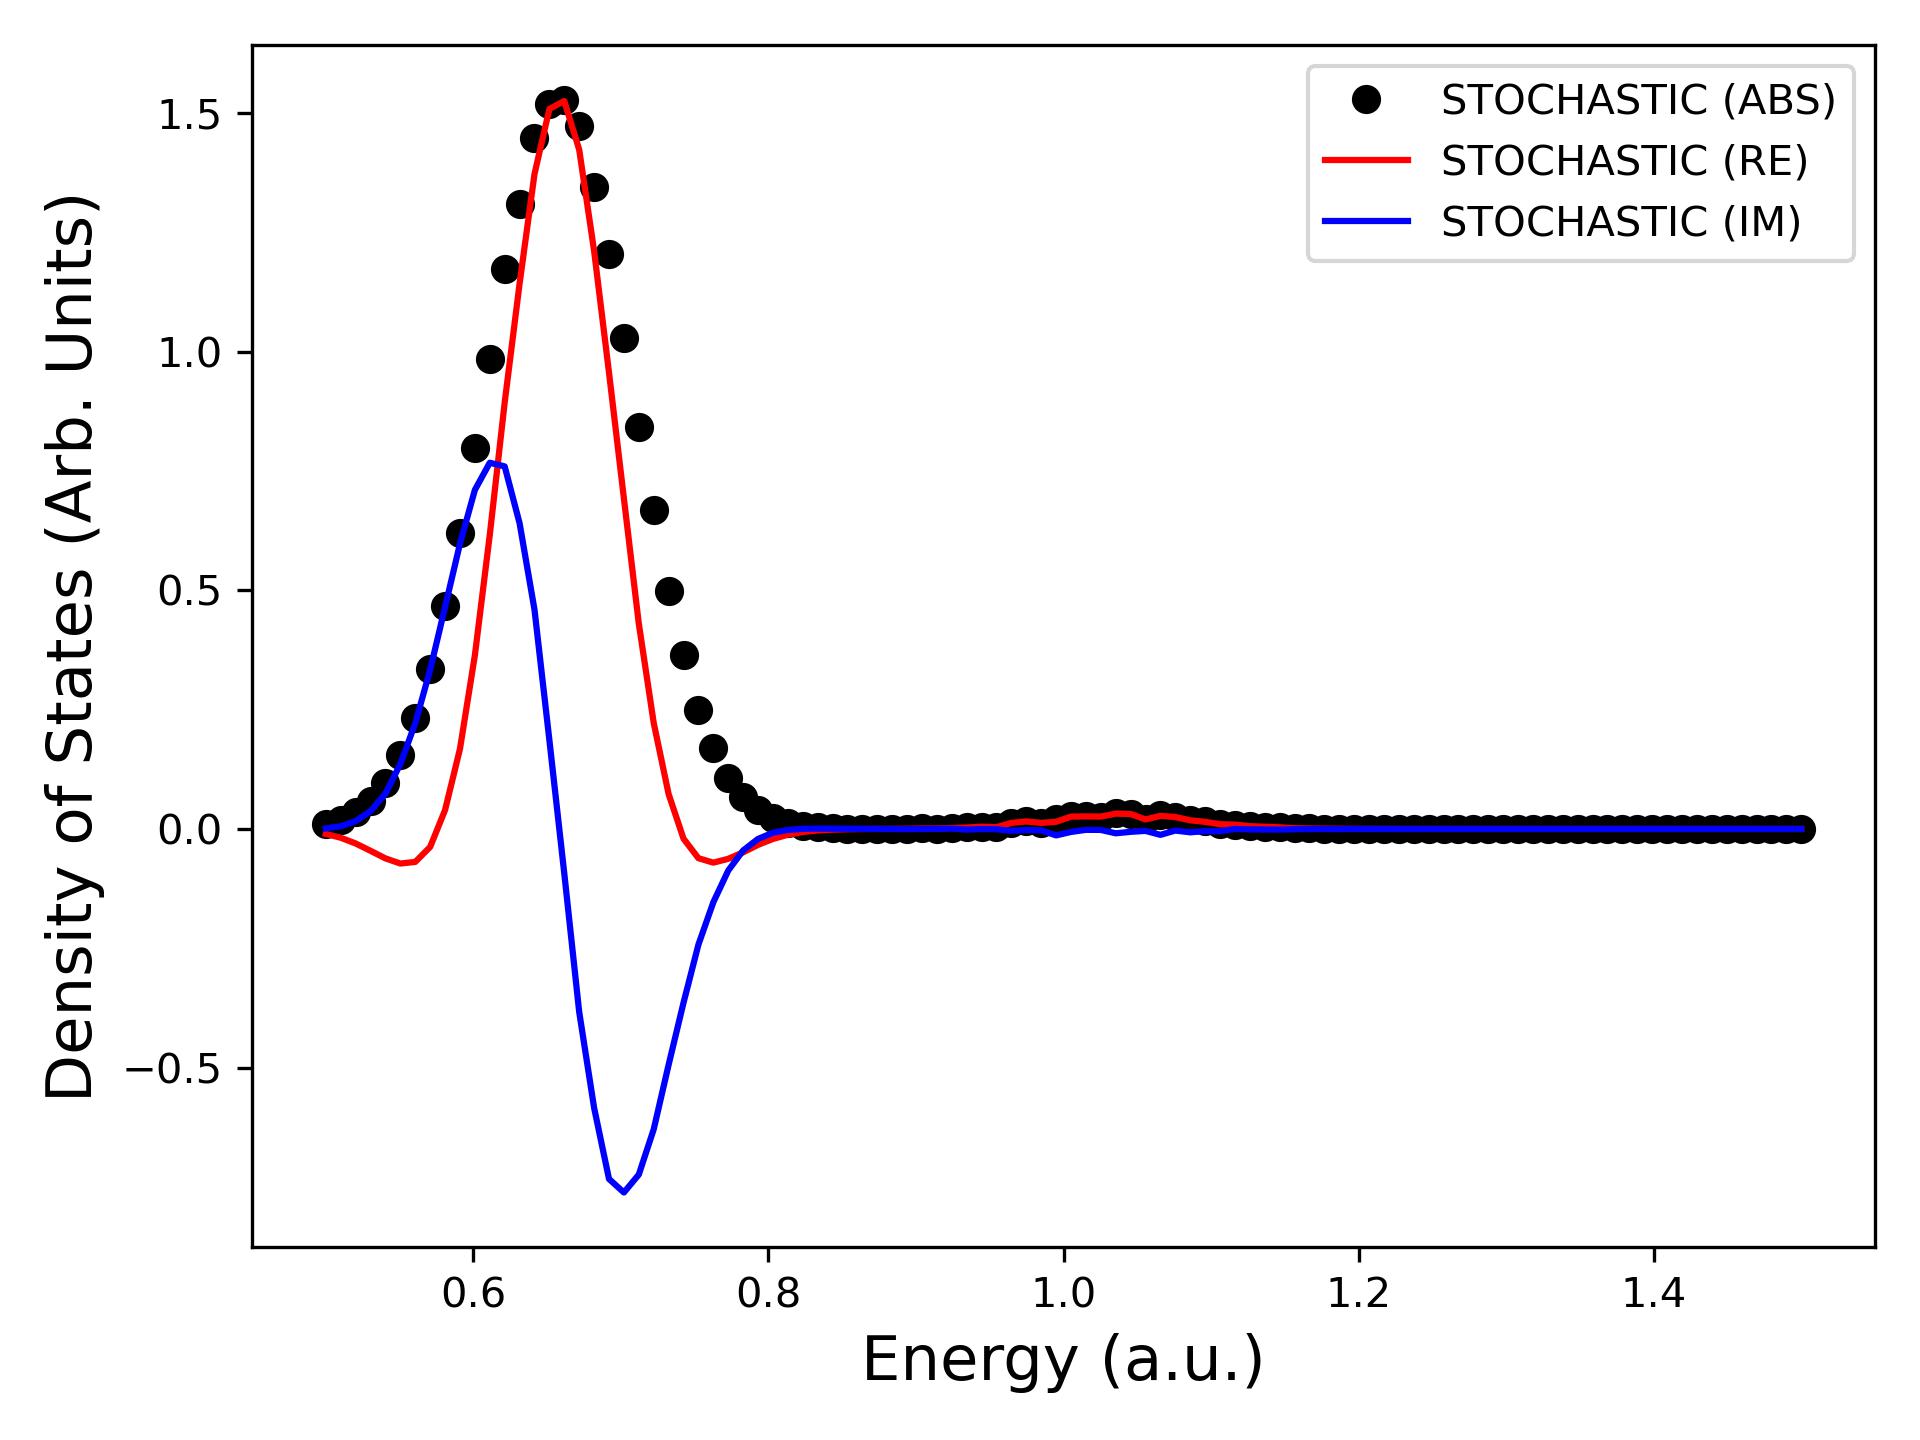 STOCHASTIC (ABS)
STOCHASTIC (RE)
STOCHASTIC (IM)
Density of States (Arb. Units)
1.5
1.0
0.5
0.0
−0.5
0.6 0.8 1.0 1.2 1.4
Energy (a.u.)